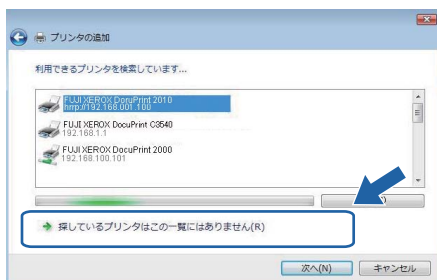 プリンタの追加
利用できるプリンタを検索しています...
FUJI XEROX DoruPrint 2010
http://192.168.001.100
FUJI XEROX DocuPrint C3540
192.168.1.1
FUJI XEROX DocuPrint 2000
192.168.100.101
探しているプリンタはこの一覧にはありません(R)
次へ(N)
キャンセル